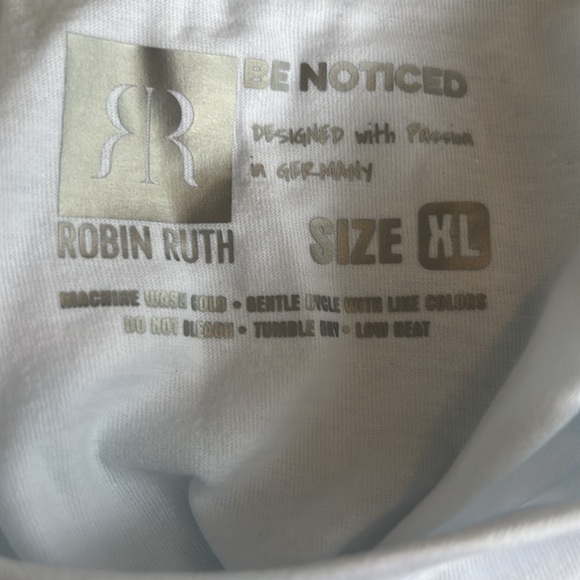 RR
BE NOTICED
DESIGNED with Passion
in GERMANY
ROBIN RUTH
SIZE XL
MACHINE WASH COLD • GENTLE CYCLE WITH LIKE COLORS
DO NOT BLEACH • TUMBLE DRY • LOW HEAT